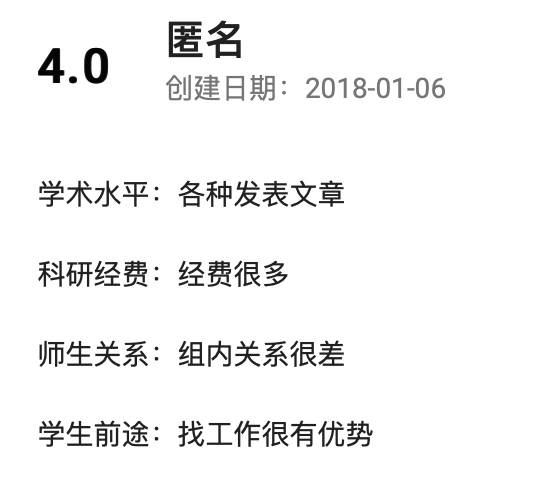 4.0
匿名
创建日期：2018-01-06
学术水平：各种发表文章
科研经费：经费很多
师生关系：组内关系很差
学生前途：找工作很有优势